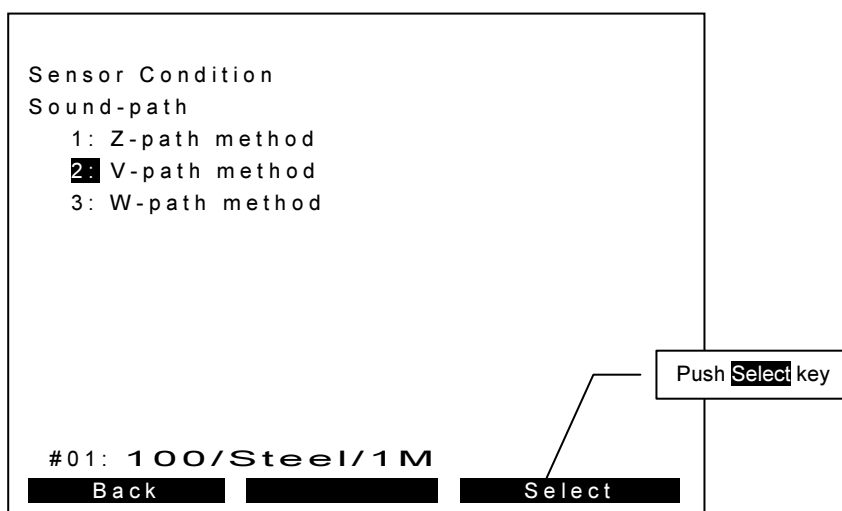 Sensor Condition
Sound-path
1: Z-path method
2: V-path method
3: W-path method
Push Select key
#01: 100/Steel/1M
Back Select